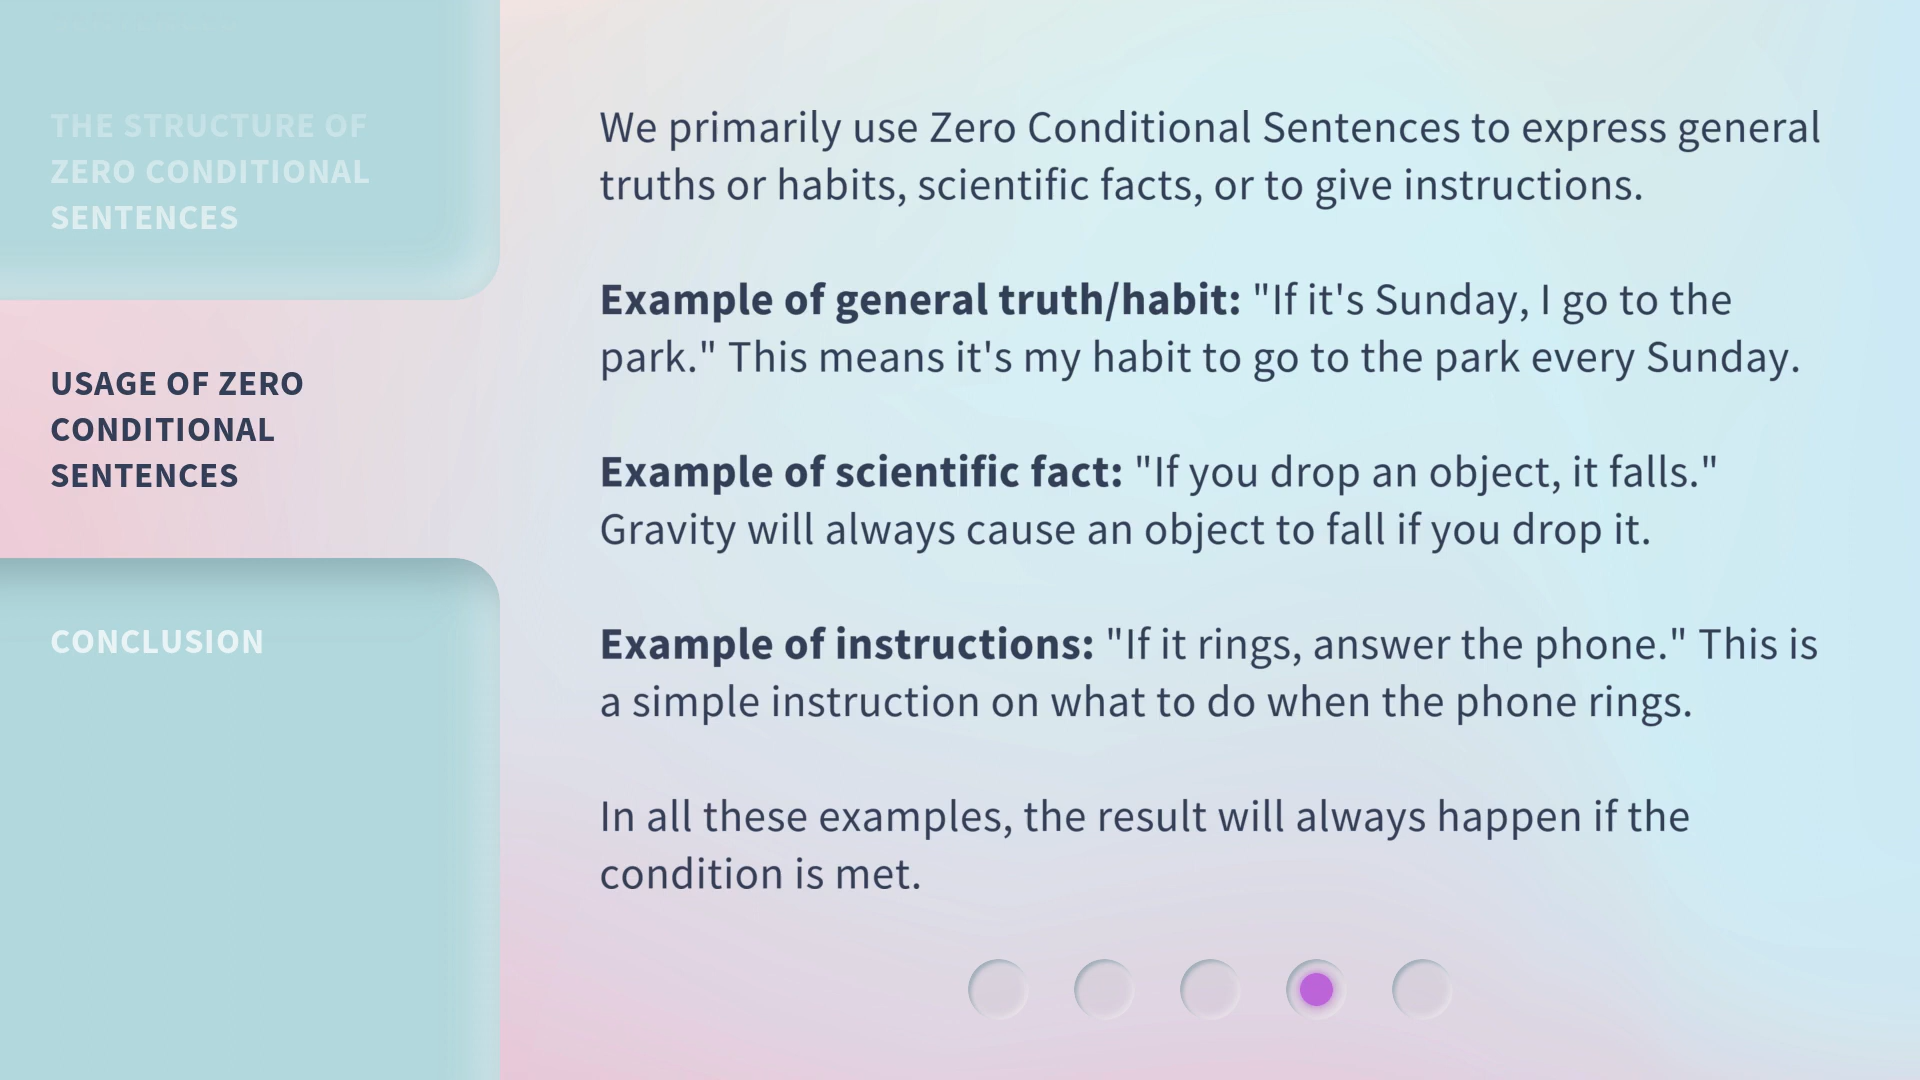 THE STRUCTURE OF
ZERO CONDITIONAL
SENTENCES
USAGE OF ZERO
CONDITIONAL
SENTENCES
CONCLUSION
We primarily use Zero Conditional Sentences to express general
truths or habits, scientific facts, or to give instructions.
Example of general truth/habit: "If it's Sunday, I go to the
park." This means it's my habit to go to the park every Sunday.
Example of scientific fact: "If you drop an object, it falls."
Gravity will always cause an object to fall if you drop it.
Example of instructions: "If it rings, answer the phone." This is
a simple instruction on what to do when the phone rings.
In all these examples, the result will always happen if the
condition is met.